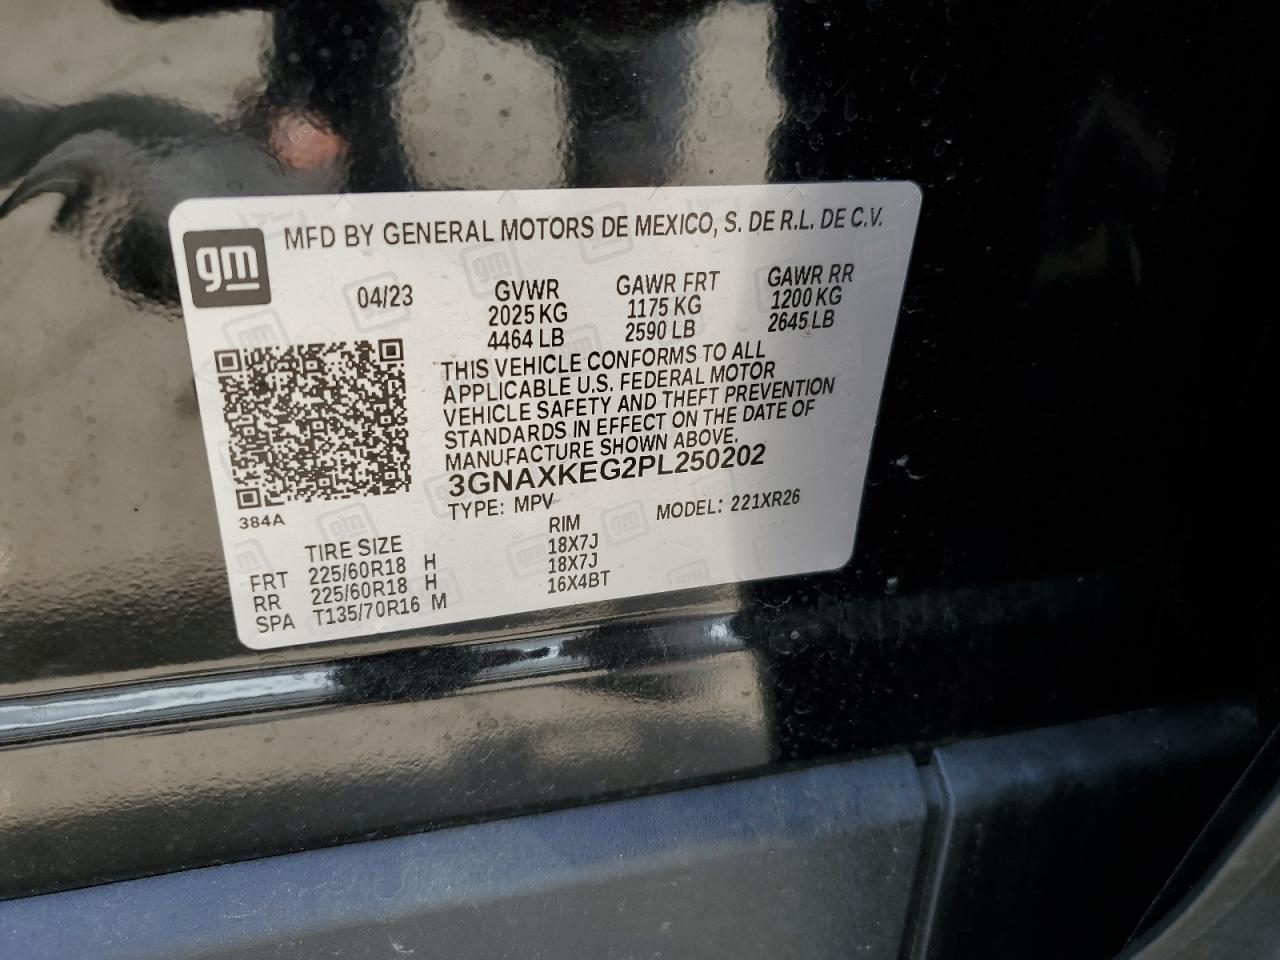 gm
MFD BY GENERAL MOTORS DE MEXICO, S. DE R.L. DE C.V.
04/23 GVWR GAWR FRT GAWR RR
2025 KG 1175 KG 1200 KG
4464 LB 2590 LB 2645 LB
THIS VEHICLE CONFORMS TO ALL
APPLICABLE U.S. FEDERAL MOTOR
VEHICLE SAFETY AND THEFT PREVENTION
STANDARDS IN EFFECT ON THE DATE OF
MANUFACTURE SHOWN ABOVE.
3GNAXKEG2PL250202
TYPE: MPV MODEL: 221XR26
384A
TIRE SIZE RIM
FRT 225/60R18 H 18X7J
RR 225/60R18 H 18X7J
SPA T135/70R16 M 16X4BT